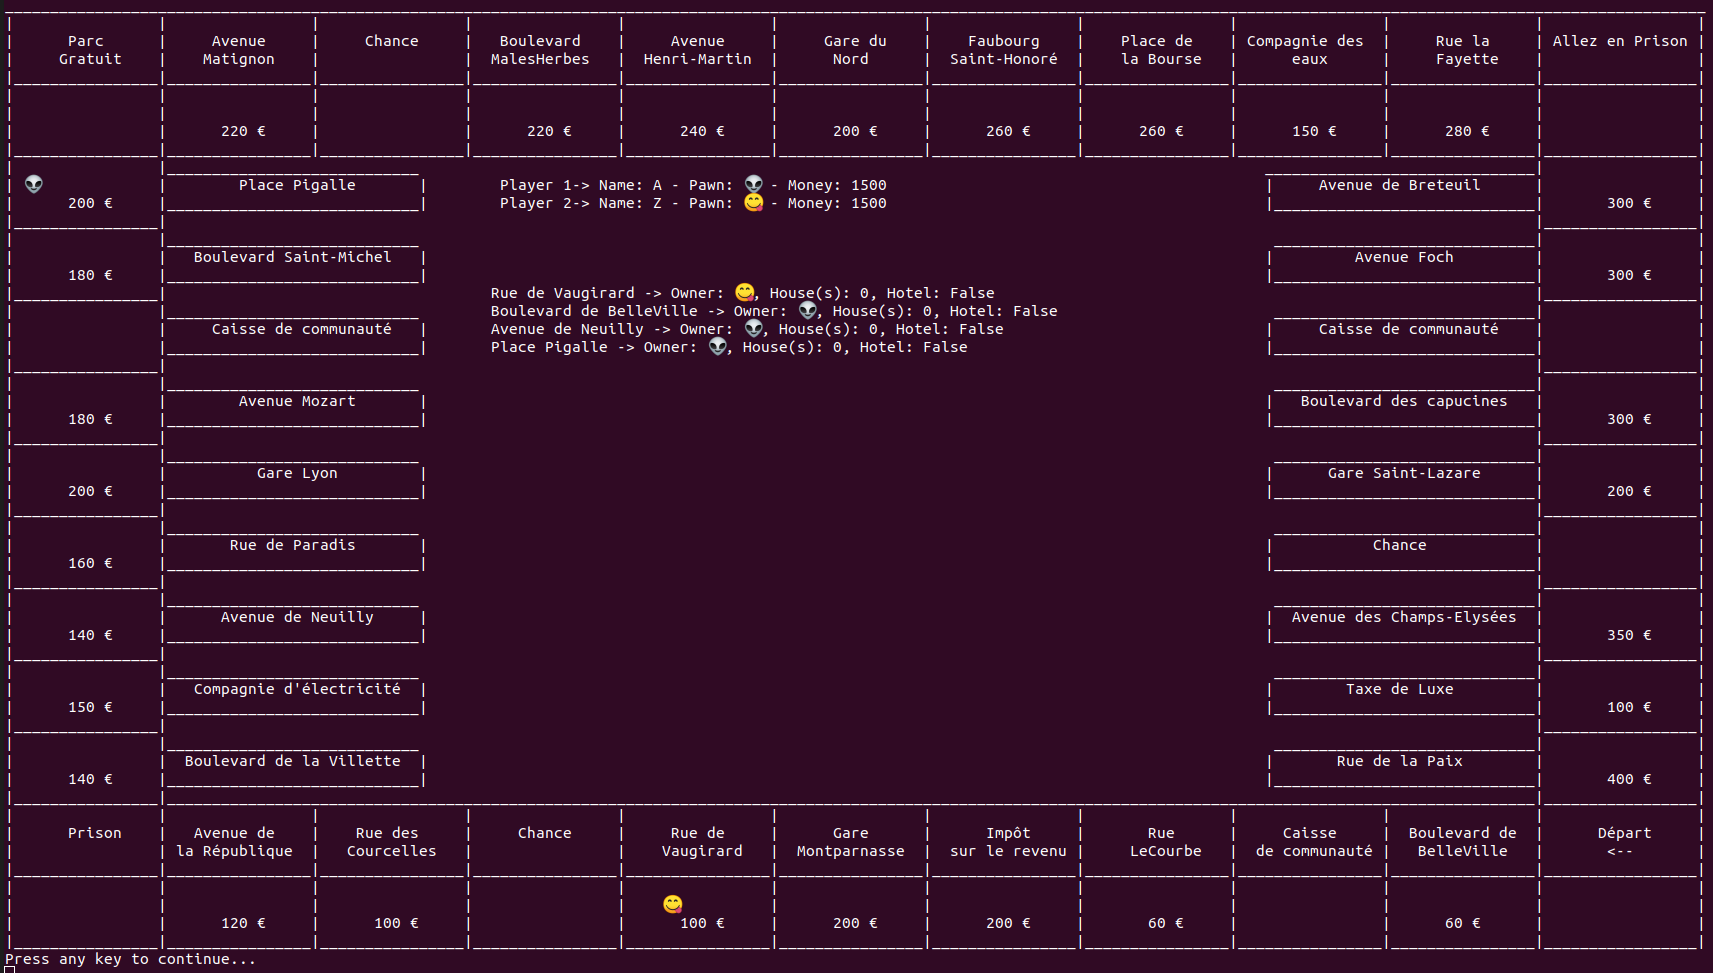 Parc Avenue Chance Boulevard Avenue Gare du Faubourg Place de Compagnie des Rue la Allez en Prison
Gratuit Matignon MalesHerbes Henri-Martin Nord Saint-Honoré la Bourse eaux Fayette
220 € 220 € 240 € 200 € 260 € 260 € 150 € 280 €
👽 Place Pigalle Player 1-> Name: A - Pawn: 👽 - Money: 1500 Avenue de Breteuil
200 € Player 2-> Name: Z - Pawn: 😋 - Money: 1500 300 €
Boulevard Saint-Michel Avenue Foch
180 € 300 €
Rue de Vaugirard -> Owner: 😋, House(s): 0, Hotel: False
Boulevard de BelleVille -> Owner: 👽, House(s): 0, Hotel: False
Caisse de communauté Avenue de Neuilly -> Owner: 👽, House(s): 0, Hotel: False Caisse de communauté
Place Pigalle -> Owner: 👽, House(s): 0, Hotel: False
Avenue Mozart Boulevard des capucines
180 € 300 €
Gare Lyon Gare Saint-Lazare
200 € 200 €
Rue de Paradis Chance
160 €
Avenue de Neuilly Avenue des Champs-Elysées
140 € 350 €
Compagnie d'électricité Taxe de Luxe
150 € 100 €
Boulevard de la Villette Rue de la Paix
140 € 400 €
Prison Avenue de Rue des Chance Rue de Gare Impôt Rue Caisse Boulevard de Départ
la République Courcelles Vaugirard Montparnasse sur le revenu LeCourbe de communauté BelleVille <--
😋
120 € 100 € 100 € 200 € 200 € 60 € 60 €
Press any key to continue...